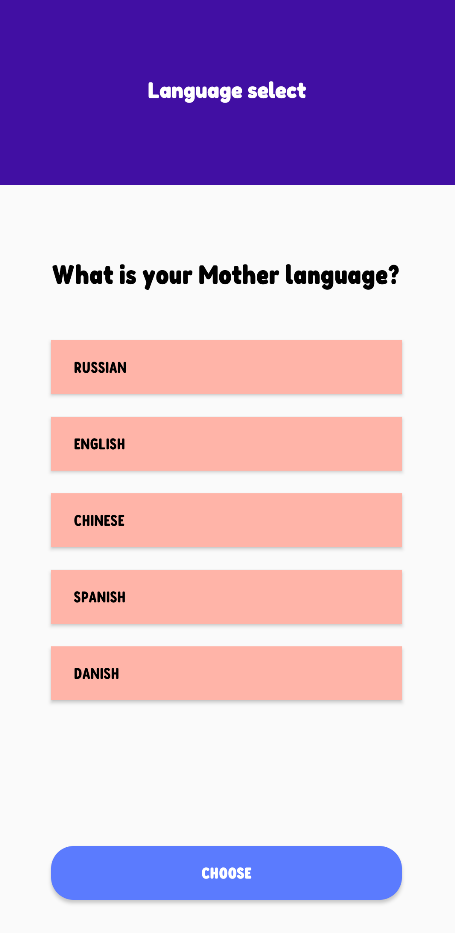 Language select
What is your Mother language?
RUSSIAN
ENGLISH
CHINESE
SPANISH
DANISH
CHOOSE